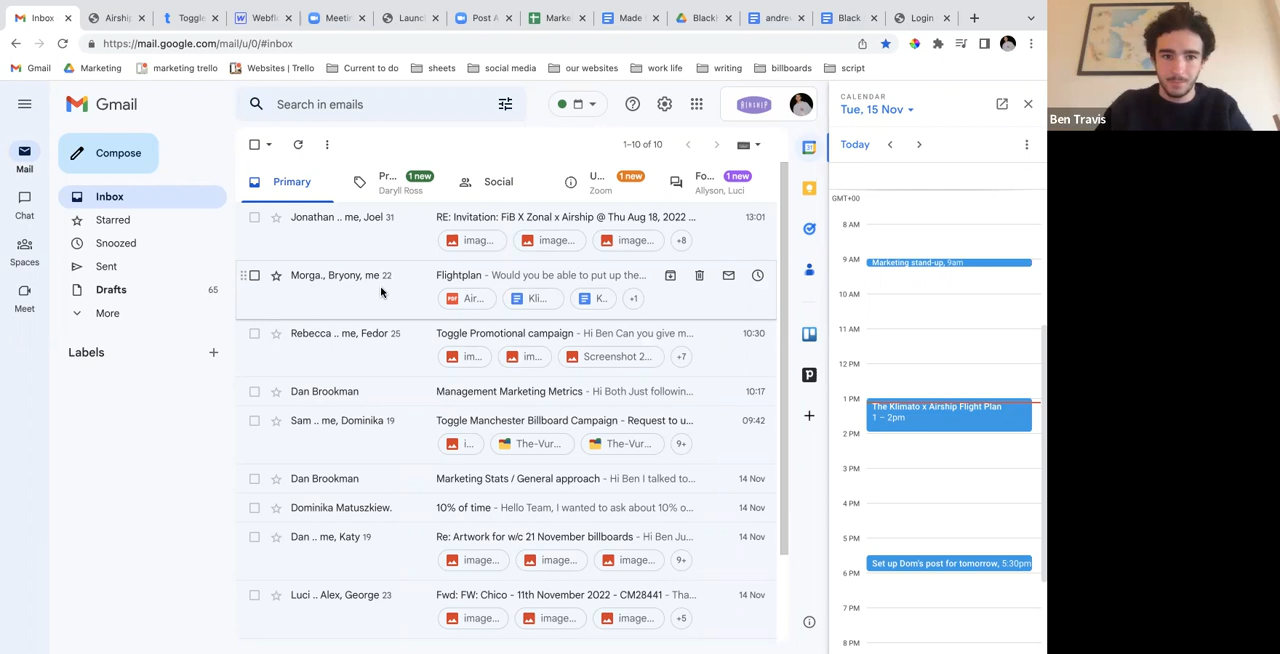 Inbox
Airship
Toggle
Webfl
Meetin
Launc
Post A
Marke
Made
Black
andrev
Black
Login
https://mail.google.com/mail/u/0/#inbox
Gmail
Marketing
marketing trello
Websites | Trello
Current to do
sheets
media
our websites
work life
writing
billboards
script
Gmail
Search in emails
AIRSHIP
Mail
Chat
Spaces
Meet
Compose
Inbox
Starred
Snoozed
Sent
Drafts 65
More
Labels
1–10 of 10
Primary
Pr... 1 new
Daryll Ross
Social
U... 1 new
Zoom
Fo... 1 new
Allyson, Luci
Jonathan .. me, Joel 31 RE: Invitation: FiB X Zonal x Airship @ Thu Aug 18, 2022 ... 13:01
imag... image... image... +8
Morga., Bryony, me 22 Flightplan - Would you be able to put up the...
PDF Air... Kli... K.. +1
Rebecca .. me, Fedor 25 Toggle Promotional campaign - Hi Ben Can you give m... 10:30
im... im... Screenshot 2... +7
Dan Brookman Management Marketing Metrics - Hi Both Just followin... 10:17
Sam .. me, Dominika 19 Toggle Manchester Billboard Campaign - Request to u... 09:42
i... The-Vur... The-Vur... 9+
Dan Brookman Marketing Stats / General approach - Hi Ben I talked to... 14 Nov
Dominika Matuszkiew. 10% of time - Hello Team, I wanted to ask about 10% o... 14 Nov
Dan .. me, Katy 19 Re: Artwork for w/c 21 November billboards - Hi Ben Ju... 14 Nov
image... image... image... 9+
Luci .. Alex, George 23 Fwd: FW: Chico - 11th November 2022 - CM28441 - Tha... 14 Nov
image... image... image... +5
CALENDAR
Tue, 15 Nov
Today
GMT+00
8 AM
9 AM
Marketing stand-up, 9am
10 AM
11 AM
12 PM
1 PM
The Klimato x Airship Flight Plan
1 – 2pm
2 PM
3 PM
4 PM
5 PM
Set up Dom's post for tomorrow, 5:30pm
6 PM
7 PM
8 PM
Ben Travis